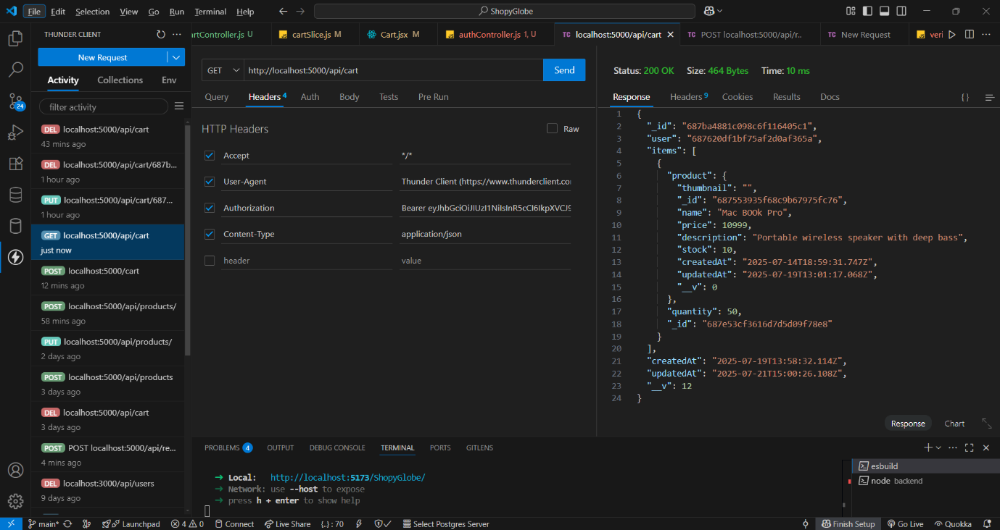 File Edit Selection View Go Run Terminal Help
ShopyGlobe
THUNDER CLIENT
New Request
Activity Collections Env
filter activity
DEL localhost:5000/api/cart
43 mins ago
DEL localhost:5000/api/cart/687b...
1 hour ago
PUT localhost:5000/api/cart/687...
1 hour ago
GET localhost:5000/api/cart
just now
POST localhost:5000/cart
12 mins ago
POST localhost:5000/api/products/
58 mins ago
PUT localhost:5000/api/products/
2 days ago
POST localhost:5000/api/products
3 days ago
DEL localhost:5000/api/cart
3 days ago
POST POST localhost:5000/api/re...
4 mins ago
DEL localhost:3000/api/users
9 days ago
24
artController.js U JS cartSlice.js M Cart.jsx M JS authController.js 1, U TC localhost:5000/api/cart TC POST localhost:5000/api/r.. TC New Request JS veri
GET http://localhost:5000/api/cart Send
Query Headers 4 Auth Body Tests Pre Run
HTTP Headers Raw
Accept */*
User-Agent Thunder Client (https://www.thunderclient.co
Authorization Bearer eyJhbGciOiJIUzI1NiIsInR5cCI6IkpXVCJ9
Content-Type application/json
header value
Status: 200 OK Size: 464 Bytes Time: 10 ms
Response Headers 9 Cookies Results Docs {}
1 {
2 "_id": "687ba4881c098c6f116405c1",
3 "user": "687620df1bf75af2d0af365a",
4 "items": [
5 {
6 "product": {
7 "thumbnail": "",
8 "_id": "687553935f68c9b67975fc76",
9 "name": "Mac BOOk Pro",
10 "price": 10999,
11 "description": "Portable wireless speaker with deep bass",
12 "stock": 10,
13 "createdAt": "2025-07-14T18:59:31.747Z",
14 "updatedAt": "2025-07-19T13:01:17.068Z",
15 "__v": 0
16 },
17 "quantity": 50,
18 "_id": "687e53cf3616d7d5d09f78e8"
19 }
20 ],
21 "createdAt": "2025-07-19T13:58:32.114Z",
22 "updatedAt": "2025-07-21T15:00:26.108Z",
23 "__v": 12
24 }
Response Chart
PROBLEMS 4 OUTPUT DEBUG CONSOLE TERMINAL PORTS GITLENS
➜ Local: http://localhost:5173/ShopyGlobe/
➜ Network: use --host to expose
➜ press h + enter to show help
esbuild
node backend
main* Launchpad 4 0 Connect Live Share {..} : 70 Select Postgres Server Finish Setup Go Live Quokka